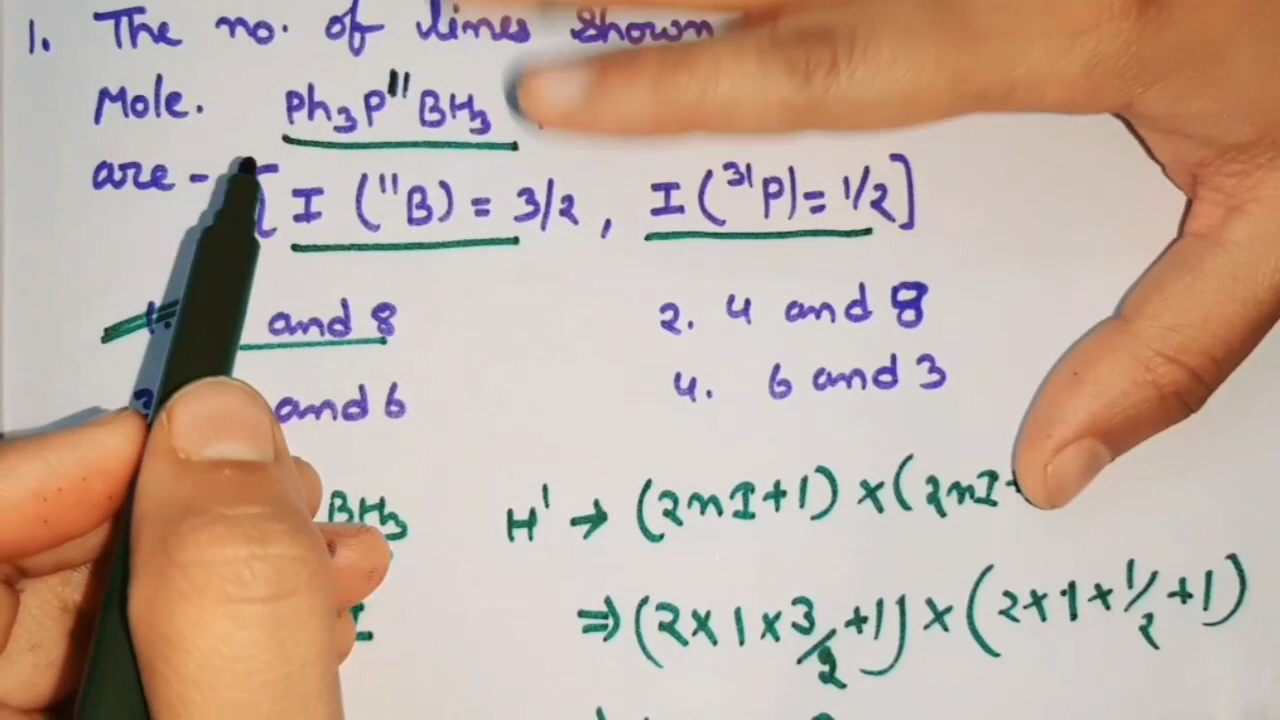 1. The no. of lines shown
Mole. Ph₃P¹¹BH₃
are - [ I (¹¹B) = 3/2 , I (³¹P) = 1/2 ]
1. and 8 2. 4 and 8
and 6 4. 6 and 3
BH₃ H¹ → (2nI+1) × (2nI+
⇒ (2×1×3/2+1) × (2×1×1/2+1)